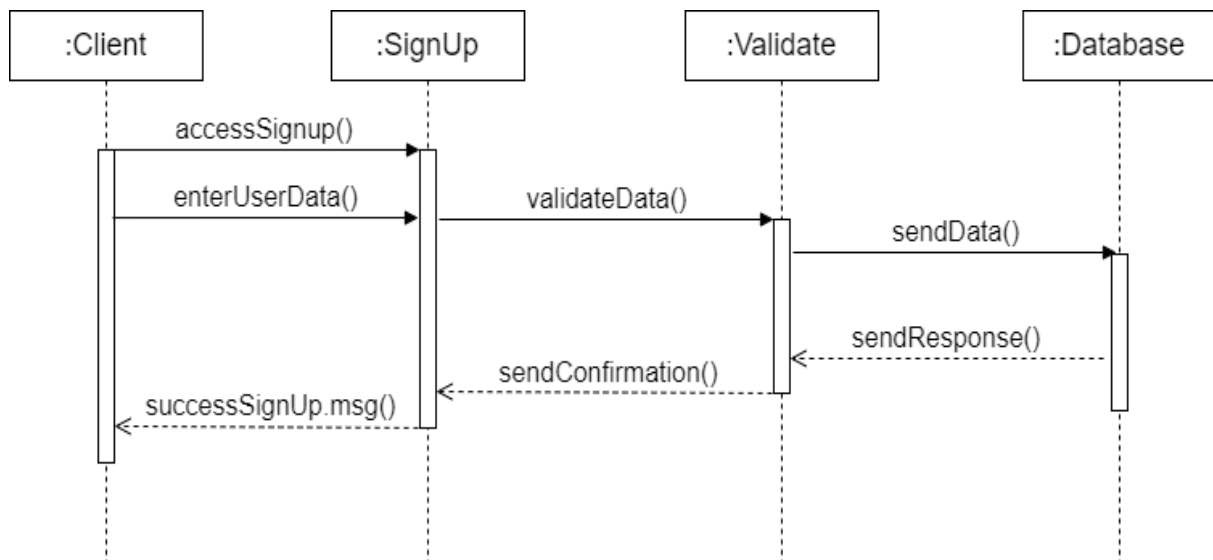 :Client
:SignUp
:Validate
:Database
accessSignup()
enterUserData()
validateData()
sendData()
sendResponse()
sendConfirmation()
successSignUp.msg()